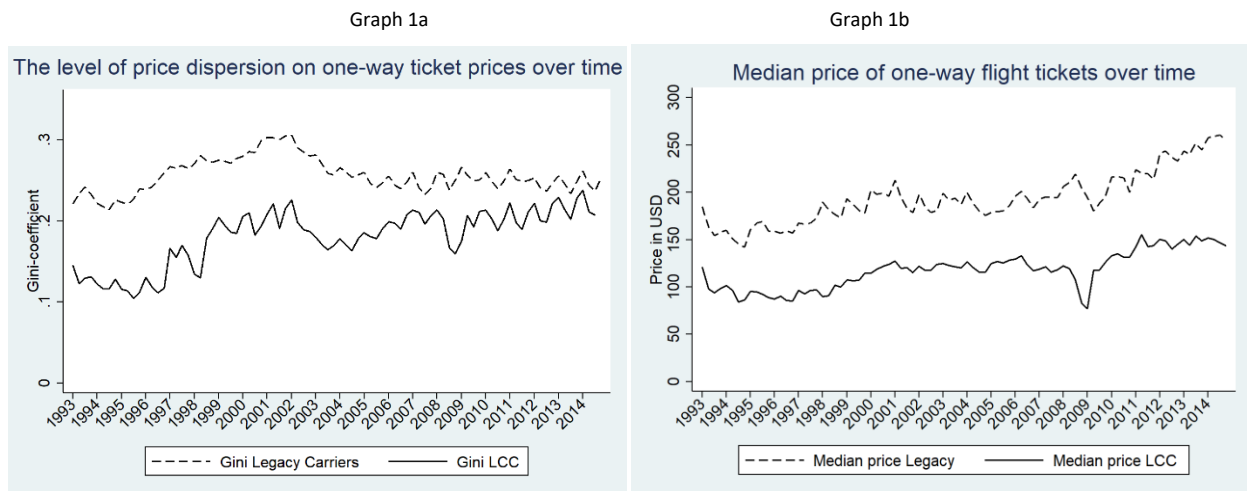 Graph 1a
The level of price dispersion on one-way ticket prices over time
Gini-coefficient
.3
.2
.1
0
1993 1994 1995 1996 1997 1998 1999 2000 2001 2002 2003 2004 2005 2006 2007 2008 2009 2010 2011 2012 2013 2014
Gini Legacy Carriers Gini LCC
Graph 1b
Median price of one-way flight tickets over time
Price in USD
300
250
200
150
100
50
0
1993 1994 1995 1996 1997 1998 1999 2000 2001 2002 2003 2004 2005 2006 2007 2008 2009 2010 2011 2012 2013 2014
Median price Legacy Median price LCC